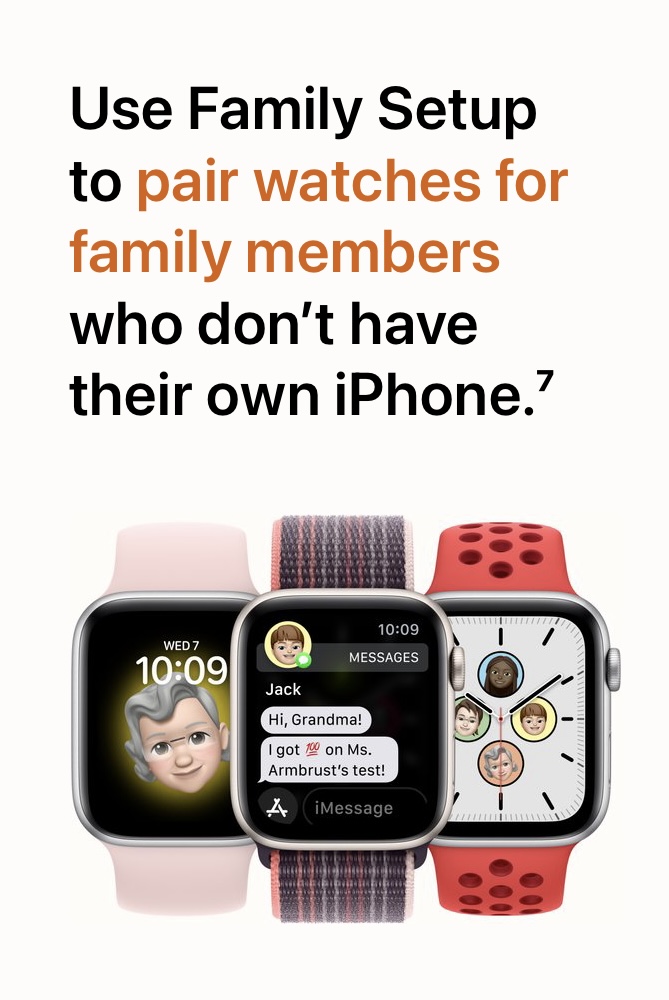 Use Family Setup
to pair watches for
family members
who don’t have
their own iPhone.⁷
WED 7
10:09
10:09
MESSAGES
Jack
Hi, Grandma!
I got 💯 on Ms.
Armbrust’s test!
iMessage